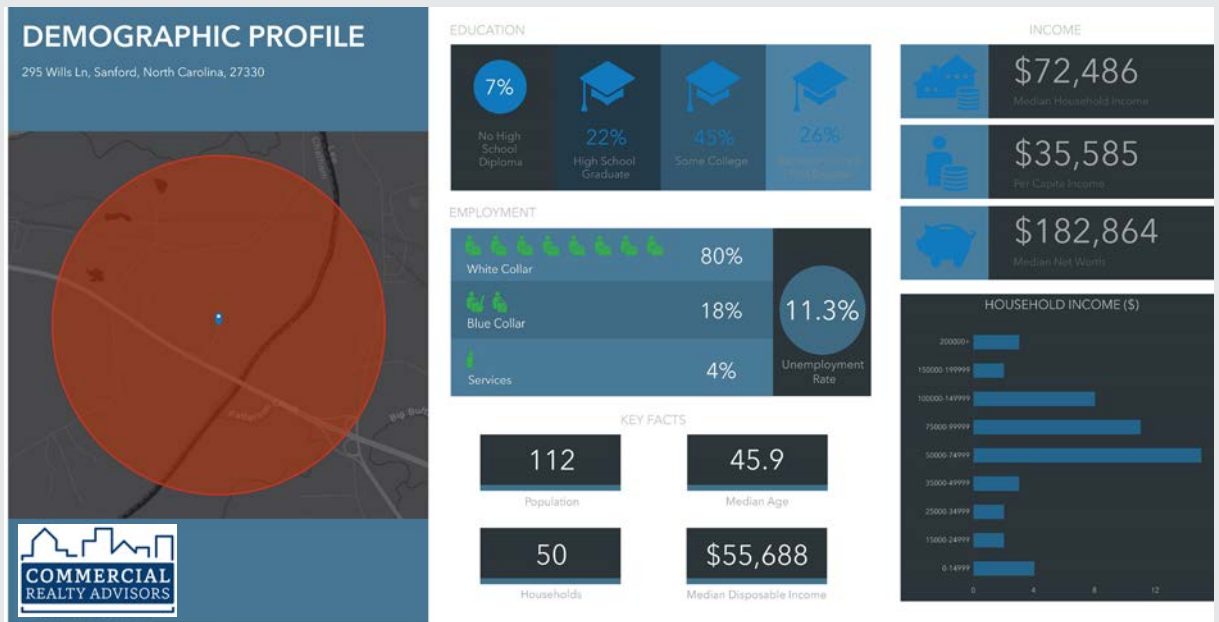 DEMOGRAPHIC PROFILE
295 Wills Ln, Sanford, North Carolina, 27330
COMMERCIAL
REALTY ADVISORS
EDUCATION
7%
No High
School
Diploma
22%
High School
Graduate
45%
Some College
26%
EMPLOYMENT
White Collar
80%
Blue Collar
18%
Services
4%
11.3%
Unemployment
Rate
KEY FACTS
112
Population
45.9
Median Age
50
Households
$55,688
Median Disposable Income
INCOME
$72,486
Median Household Income
$35,585
Per Capita Income
$182,864
Median Net Worth
HOUSEHOLD INCOME ($)
200000+
150000-199999
100000-149999
75000-99999
50000-74999
35000-49999
25000-34999
15000-24999
0-14999
0 4 8 12